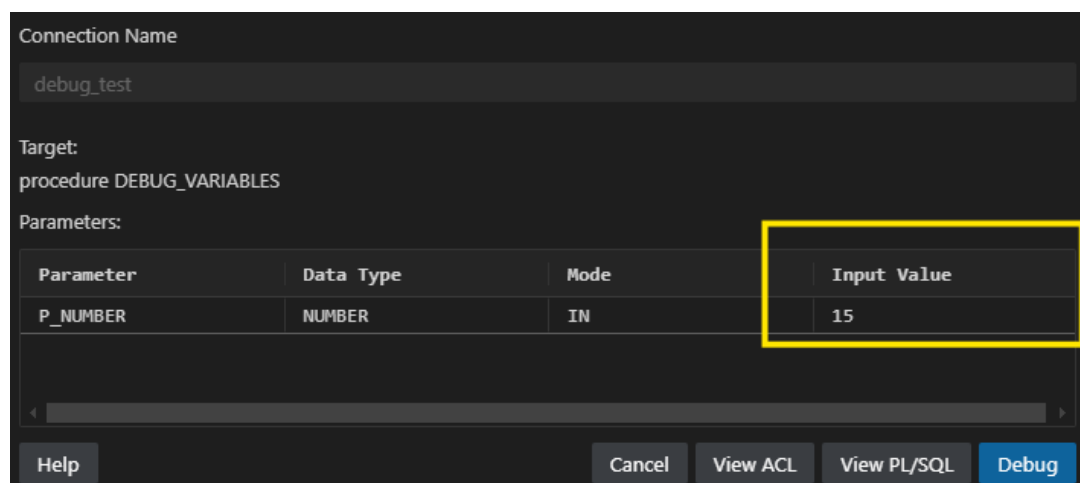 Connection Name
debug_test
Target:
procedure DEBUG_VARIABLES
Parameters:
Parameter Data Type Mode Input Value
P_NUMBER NUMBER IN 15
Help Cancel View ACL View PL/SQL Debug